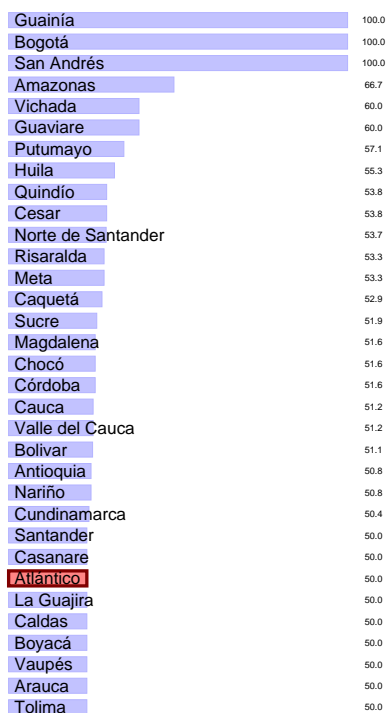 Guainía 100.0
Bogotá 100.0
San Andrés 100.0
Amazonas 66.7
Vichada 60.0
Guaviare 60.0
Putumayo 57.1
Huila 55.3
Quindío 53.8
Cesar 53.8
Norte de Santander 53.7
Risaralda 53.3
Meta 53.3
Caquetá 52.9
Sucre 51.9
Magdalena 51.6
Chocó 51.6
Córdoba 51.6
Cauca 51.2
Valle del Cauca 51.2
Bolivar 51.1
Antioquia 50.8
Nariño 50.8
Cundinamarca 50.4
Santander 50.0
Casanare 50.0
Atlántico 50.0
La Guajira 50.0
Caldas 50.0
Boyacá 50.0
Vaupés 50.0
Arauca 50.0
Tolima 50.0